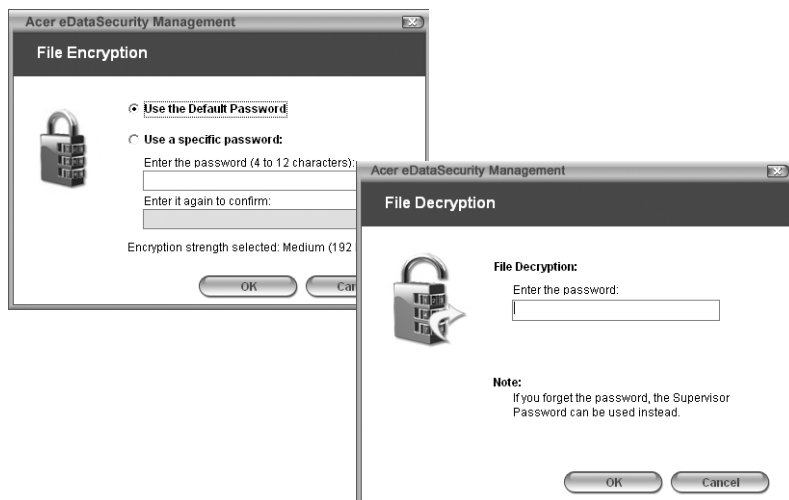 Acer eDataSecurity Management
File Encryption
Use the Default Password
Use a specific password:
Enter the password (4 to 12 characters):
Enter it again to confirm:
Encryption strength selected: Medium (192
OK
Acer eDataSecurity Management
File Decryption
File Decryption:
Enter the password:
Note:
If you forget the password, the Supervisor
Password can be used instead.
OK Cancel